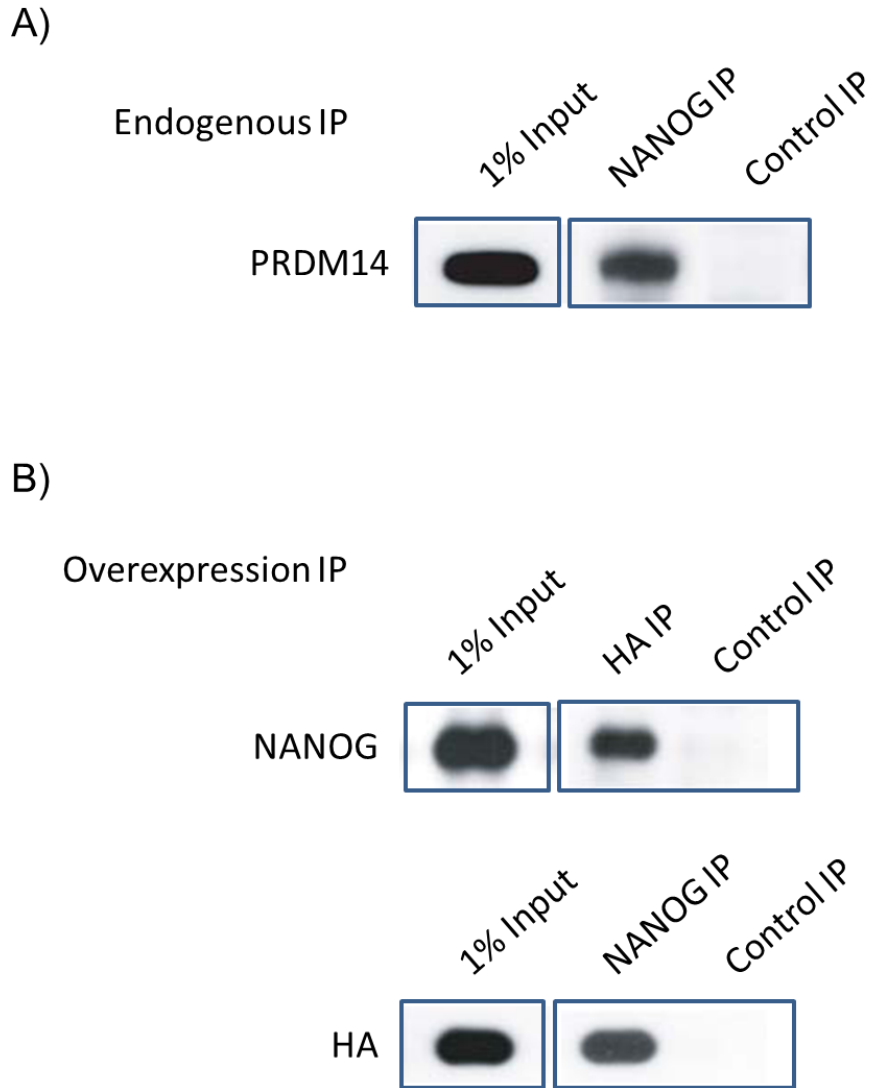 A)
Endogenous IP
1% Input
NANOG IP
Control IP
PRDM14
B)
Overexpression IP
1% Input
HA IP
Control IP
NANOG
1% Input
NANOG IP
Control IP
HA